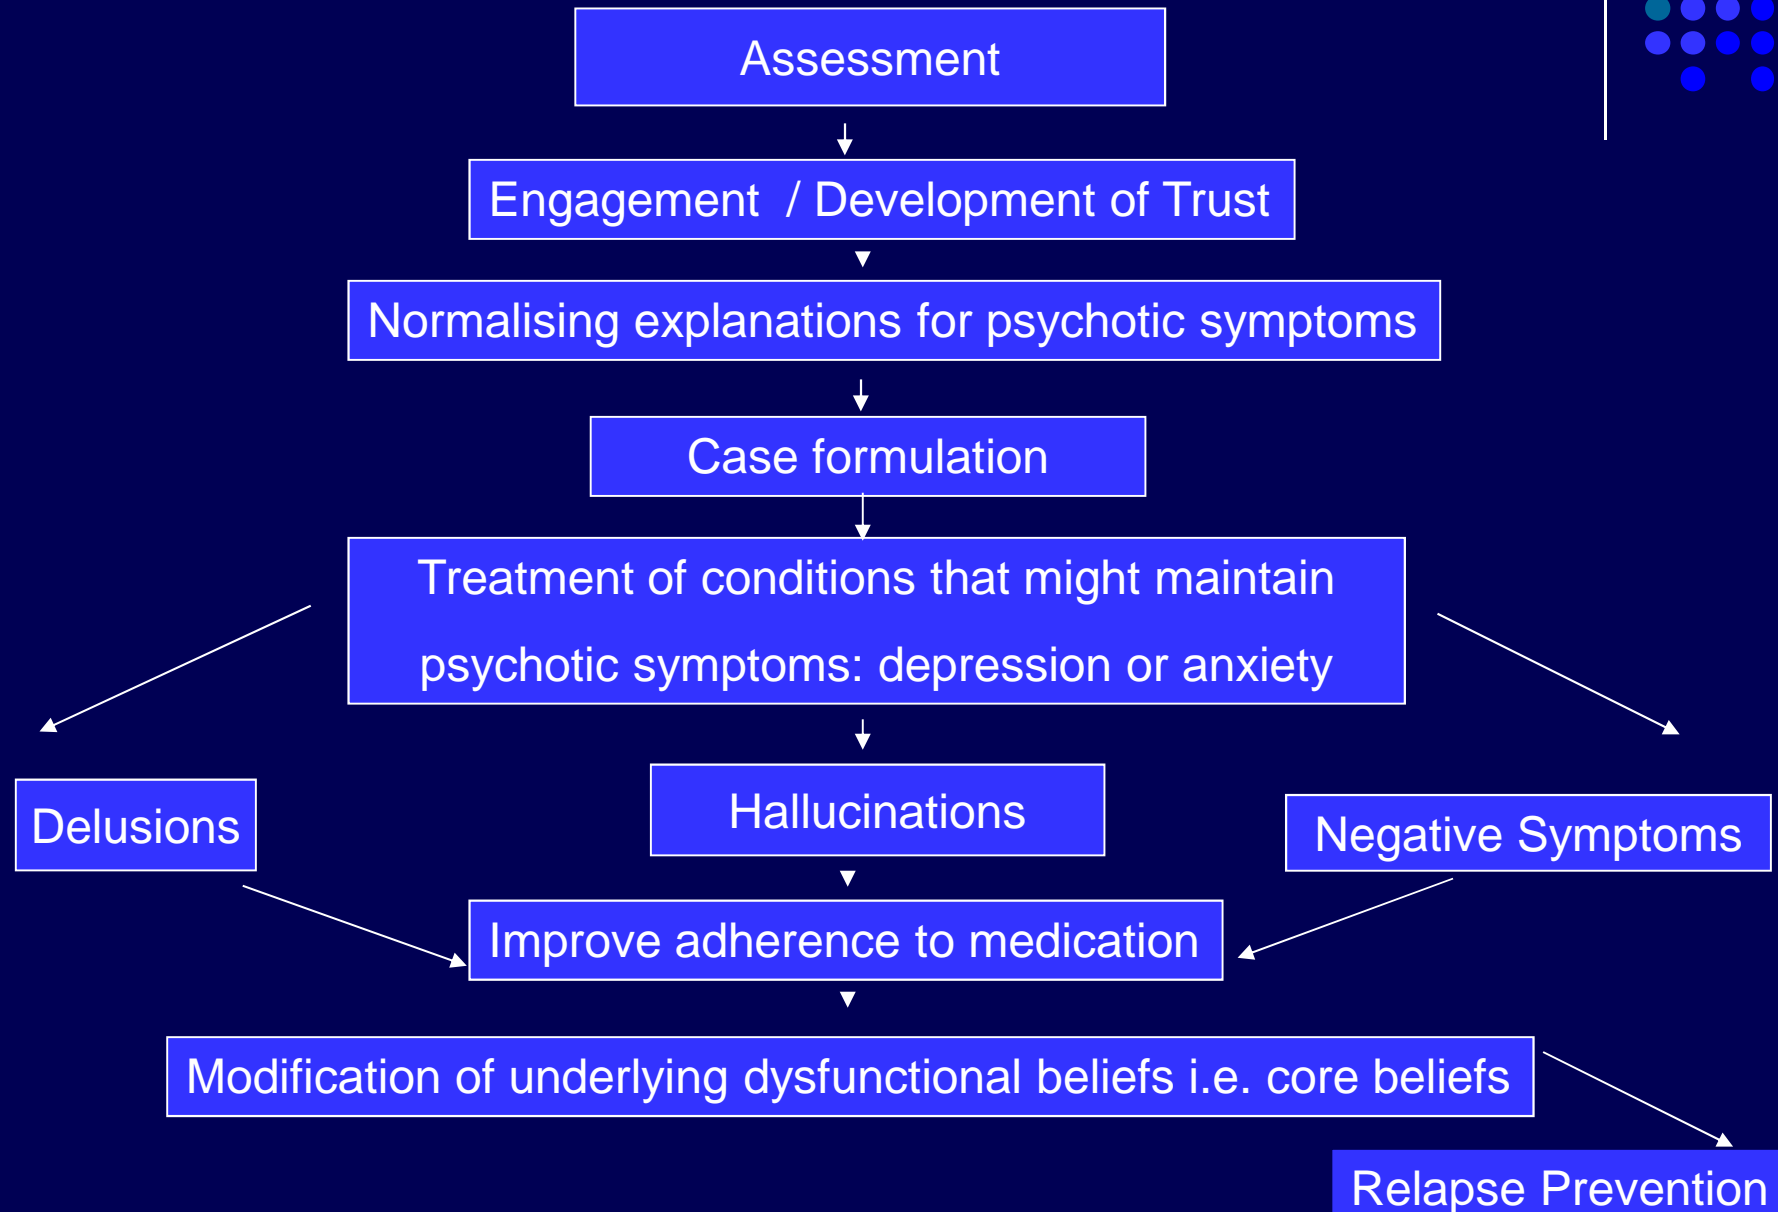 Assessment
Engagement / Development of Trust
Normalising explanations for psychotic symptoms
Case formulation
Treatment of conditions that might maintain
psychotic symptoms: depression or anxiety
Delusions
Hallucinations
Negative Symptoms
Improve adherence to medication
Modification of underlying dysfunctional beliefs i.e. core beliefs
Relapse Prevention